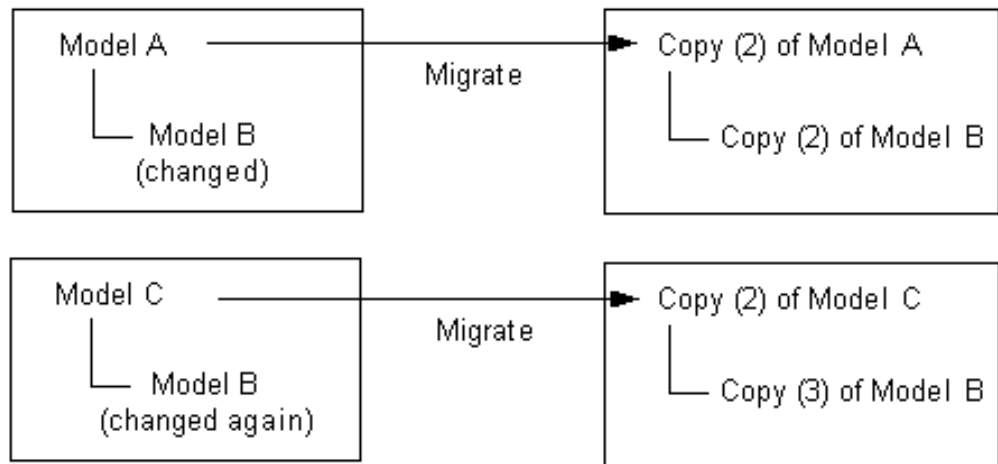 Model A
Migrate
Copy (2) of Model A
Model B
(changed)
Copy (2) of Model B
Model C
Migrate
Copy (2) of Model C
Model B
(changed again)
Copy (3) of Model B